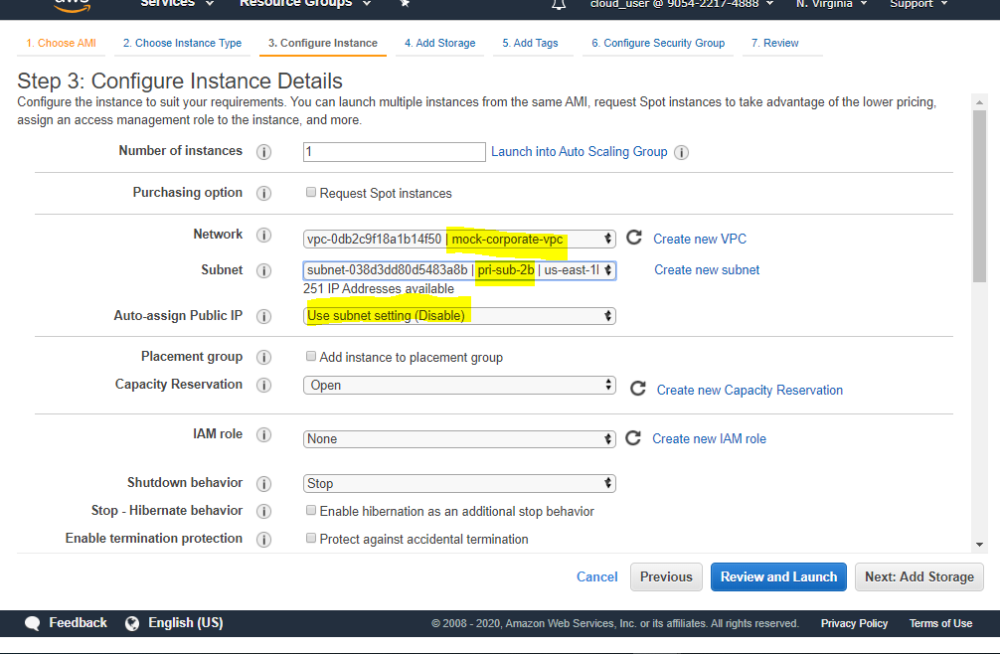 aws Services Resource Groups cloud_user @ 9054-2217-4888 N. Virginia Support
1. Choose AMI 2. Choose Instance Type 3. Configure Instance 4. Add Storage 5. Add Tags 6. Configure Security Group 7. Review
Step 3: Configure Instance Details
Configure the instance to suit your requirements. You can launch multiple instances from the same AMI, request Spot instances to take advantage of the lower pricing,
assign an access management role to the instance, and more.
Number of instances i 1 Launch into Auto Scaling Group i
Purchasing option i Request Spot instances
Network i vpc-0db2c9f18a1b14f50 | mock-corporate-vpc Create new VPC
Subnet i subnet-038d3dd80d5483a8b | pri-sub-2b | us-east-1 Create new subnet
251 IP Addresses available
Auto-assign Public IP i Use subnet setting (Disable)
Placement group i Add instance to placement group
Capacity Reservation i Open Create new Capacity Reservation
IAM role i None Create new IAM role
Shutdown behavior i Stop
Stop - Hibernate behavior i Enable hibernation as an additional stop behavior
Enable termination protection i Protect against accidental termination
Cancel Previous Review and Launch Next: Add Storage
Feedback English (US) © 2008 - 2020, Amazon Web Services, Inc. or its affiliates. All rights reserved. Privacy Policy Terms of Use